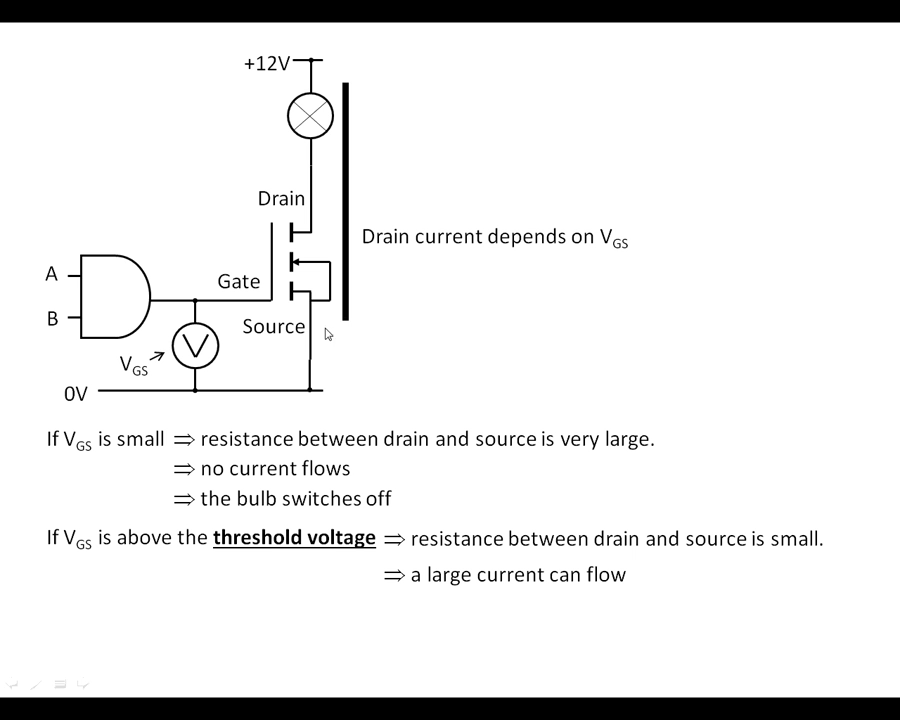 +12V
Drain
Drain current depends on VGS
A
Gate
B
Source
V
VGS
0V
If VGS is small ⇒ resistance between drain and source is very large.
⇒ no current flows
⇒ the bulb switches off
If VGS is above the threshold voltage ⇒ resistance between drain and source is small.
⇒ a large current can flow